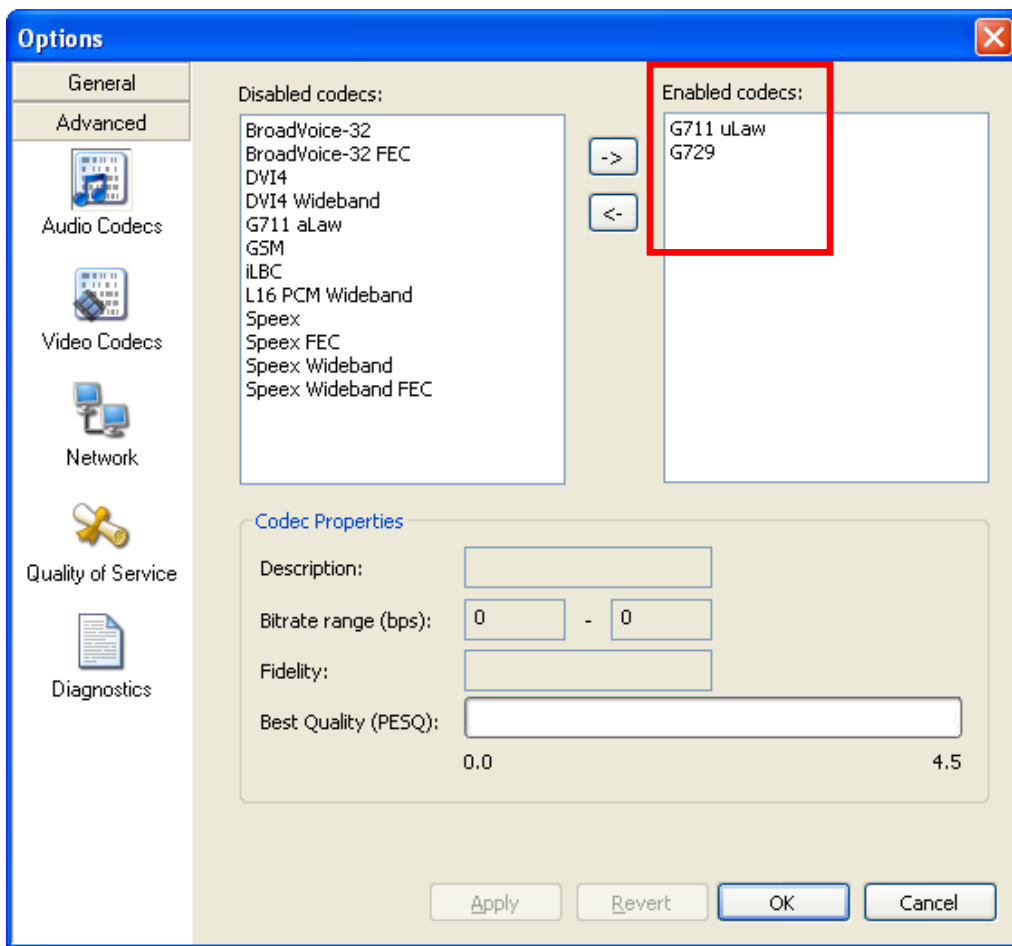 Options
General
Advanced
Audio Codecs
Video Codecs
Network
Quality of Service
Diagnostics
Disabled codecs:
BroadVoice-32
BroadVoice-32 FEC
DVI4
DVI4 Wideband
G711 aLaw
GSM
iLBC
L16 PCM Wideband
Speex
Speex FEC
Speex Wideband
Speex Wideband FEC
->
<-
Enabled codecs:
G711 uLaw
G729
Codec Properties
Description:
Bitrate range (bps): 0 - 0
Fidelity:
Best Quality (PESQ):
0.0 4.5
Apply Revert OK Cancel